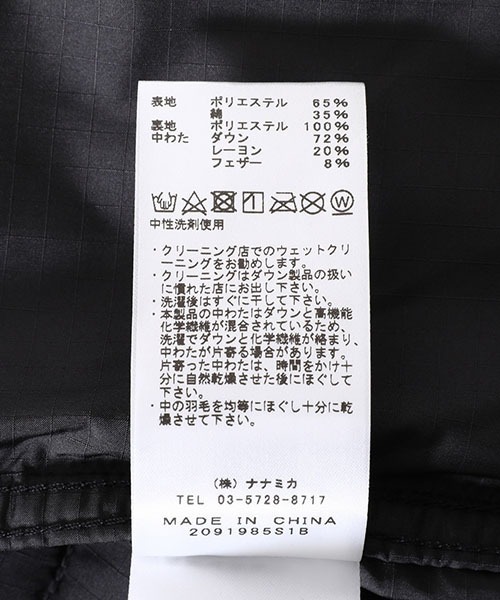 表地 ポリエステル 65%
綿 35%
裏地 ポリエステル 100%
中わた ダウン 72%
レーヨン 20%
フェザー 8%
中性洗剤使用
・クリーニング店でのウェットクリ
ーニングをお勧めします。
・クリーニングはダウン製品の扱い
に慣れた店にお出し下さい。
・洗濯後はすぐに干して下さい。
・本製品の中わたはダウンと高機能
化学繊維が混合されているため、
洗濯でダウンと化学繊維が絡まり、
中わたが片寄る場合があります。
片寄った中わたは、時間をかけ十
分に自然乾燥させた後にほぐして
下さい。
・中の羽毛を均等にほぐし十分に乾
燥させて下さい。
(株) ナナミカ
TEL 03-5728-8717
MADE IN CHINA
2091985S1B